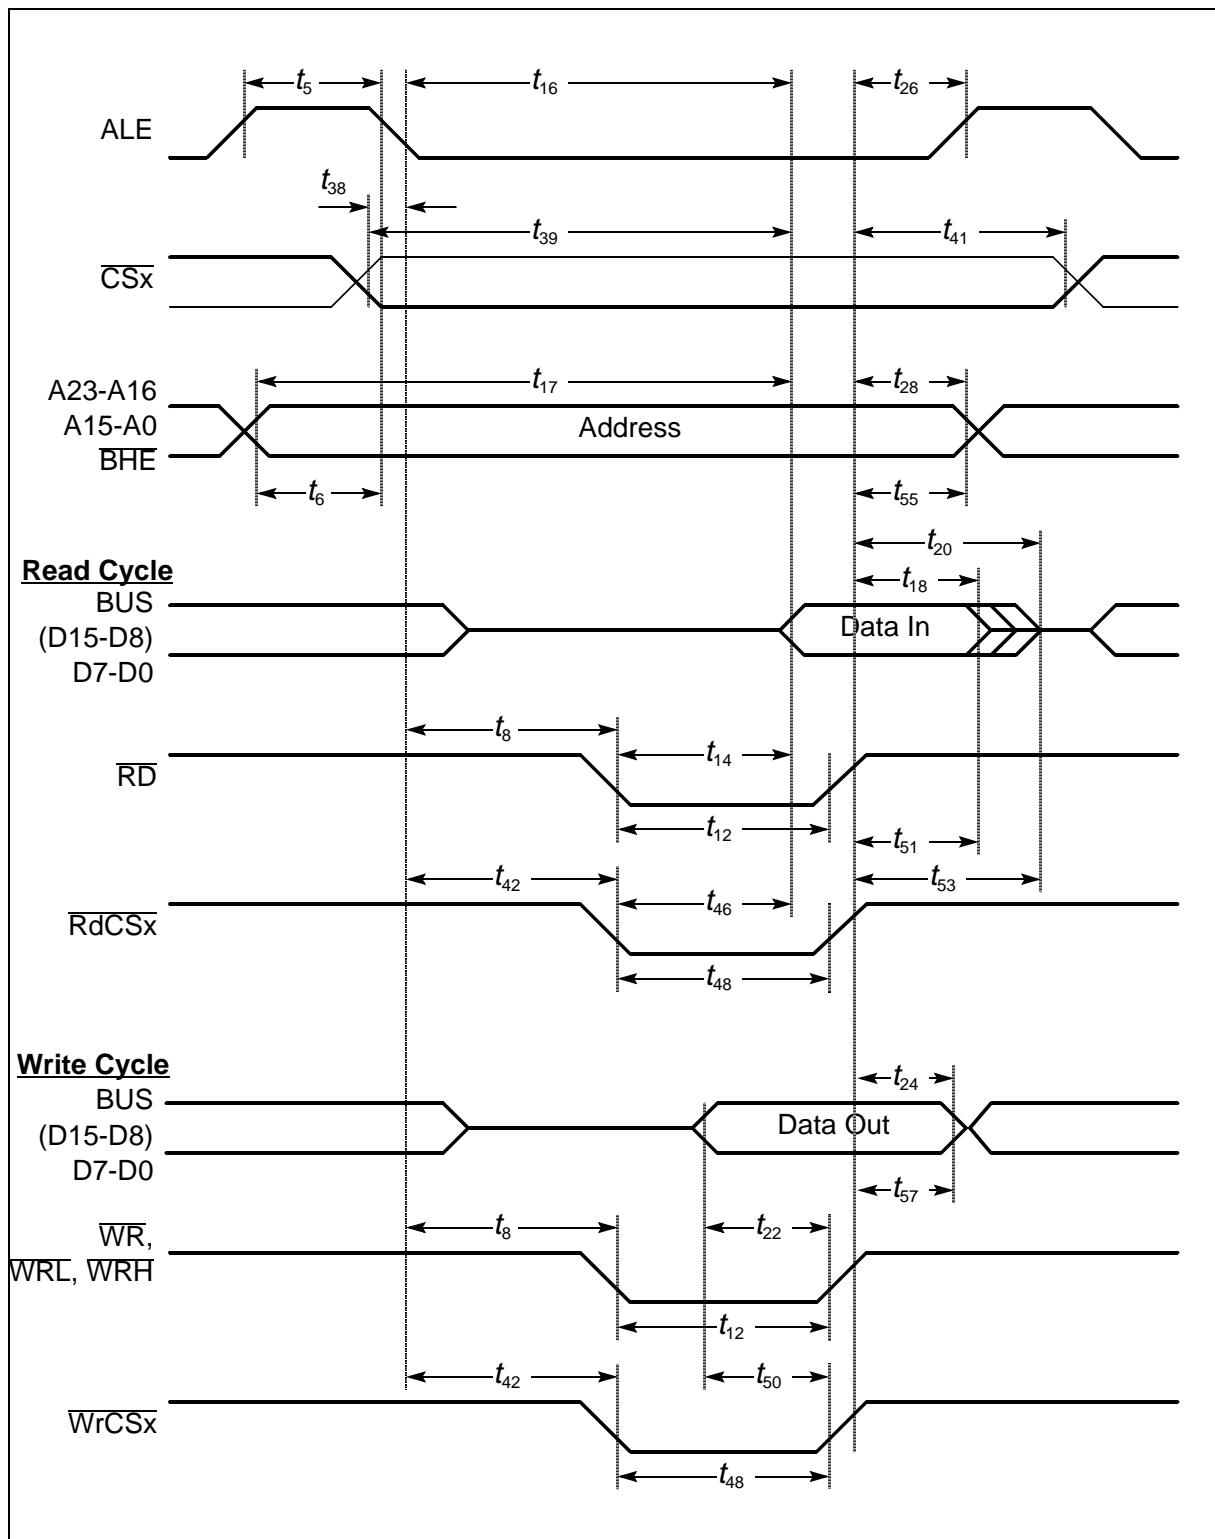 t5
t16
t26
ALE
t38
t39
t41
CSx
A23-A16
t17
t28
A15-A0
Address
BHE
t6
t55
t20
Read Cycle
t18
BUS
(D15-D8)
Data In
D7-D0
t8
t14
RD
t12
t51
t42
t53
t46
RdCSx
t48
Write Cycle
t24
BUS
(D15-D8)
Data Out
D7-D0
t57
t8
t22
WR,
WRL, WRH
t12
t42
t50
WrCSx
t48